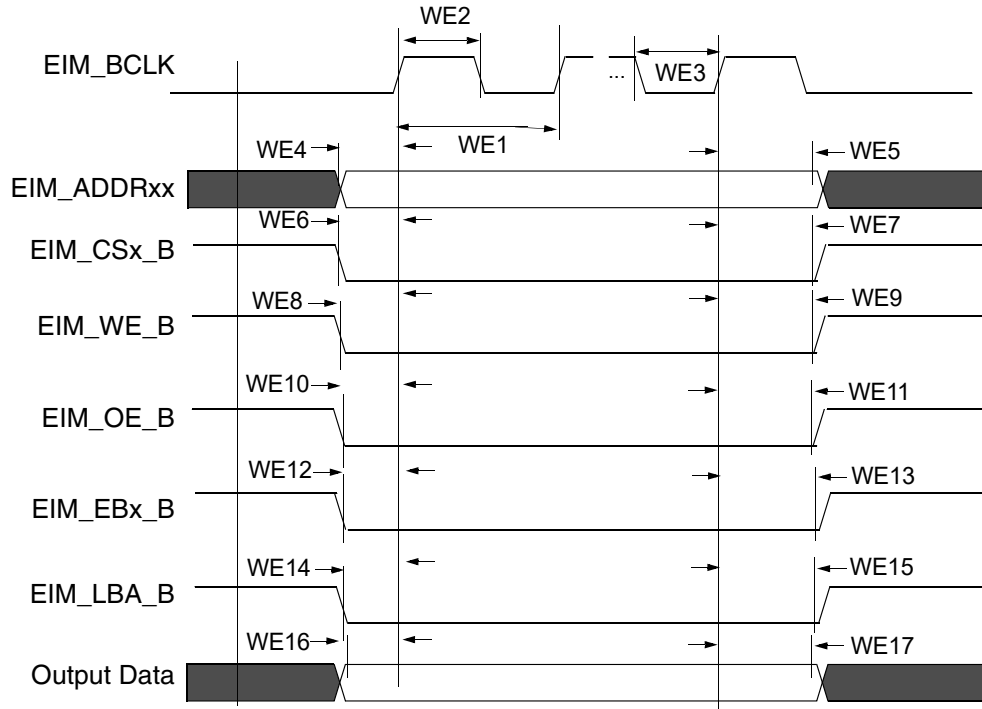 WE2
EIM_BCLK
...
WE3
WE1
WE4
WE5
EIM_ADDRxx
WE6
WE7
EIM_CSx_B
WE8
WE9
EIM_WE_B
WE10
WE11
EIM_OE_B
WE12
WE13
EIM_EBx_B
WE14
WE15
EIM_LBA_B
WE16
WE17
Output Data